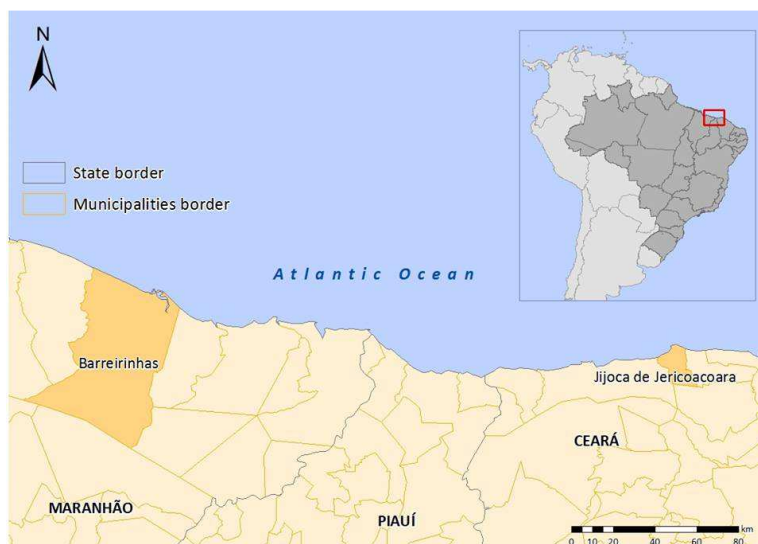 N
State border
Municipalities border
Atlantic Ocean
Barreirinhas
Jijoca de Jericoacoara
CEARÁ
MARANHÃO
PIAUÍ
km
0 10 20 40 60 80